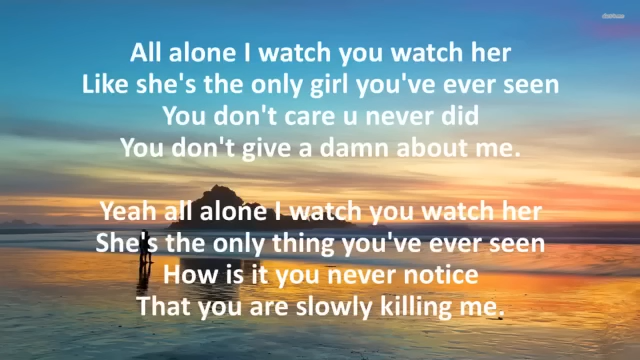 All alone I watch you watch her
Like she's the only girl you've ever seen
You don't care u never did
You don't give a damn about me.
Yeah all alone I watch you watch her
She's the only thing you've ever seen
How is it you never notice
That you are slowly killing me.